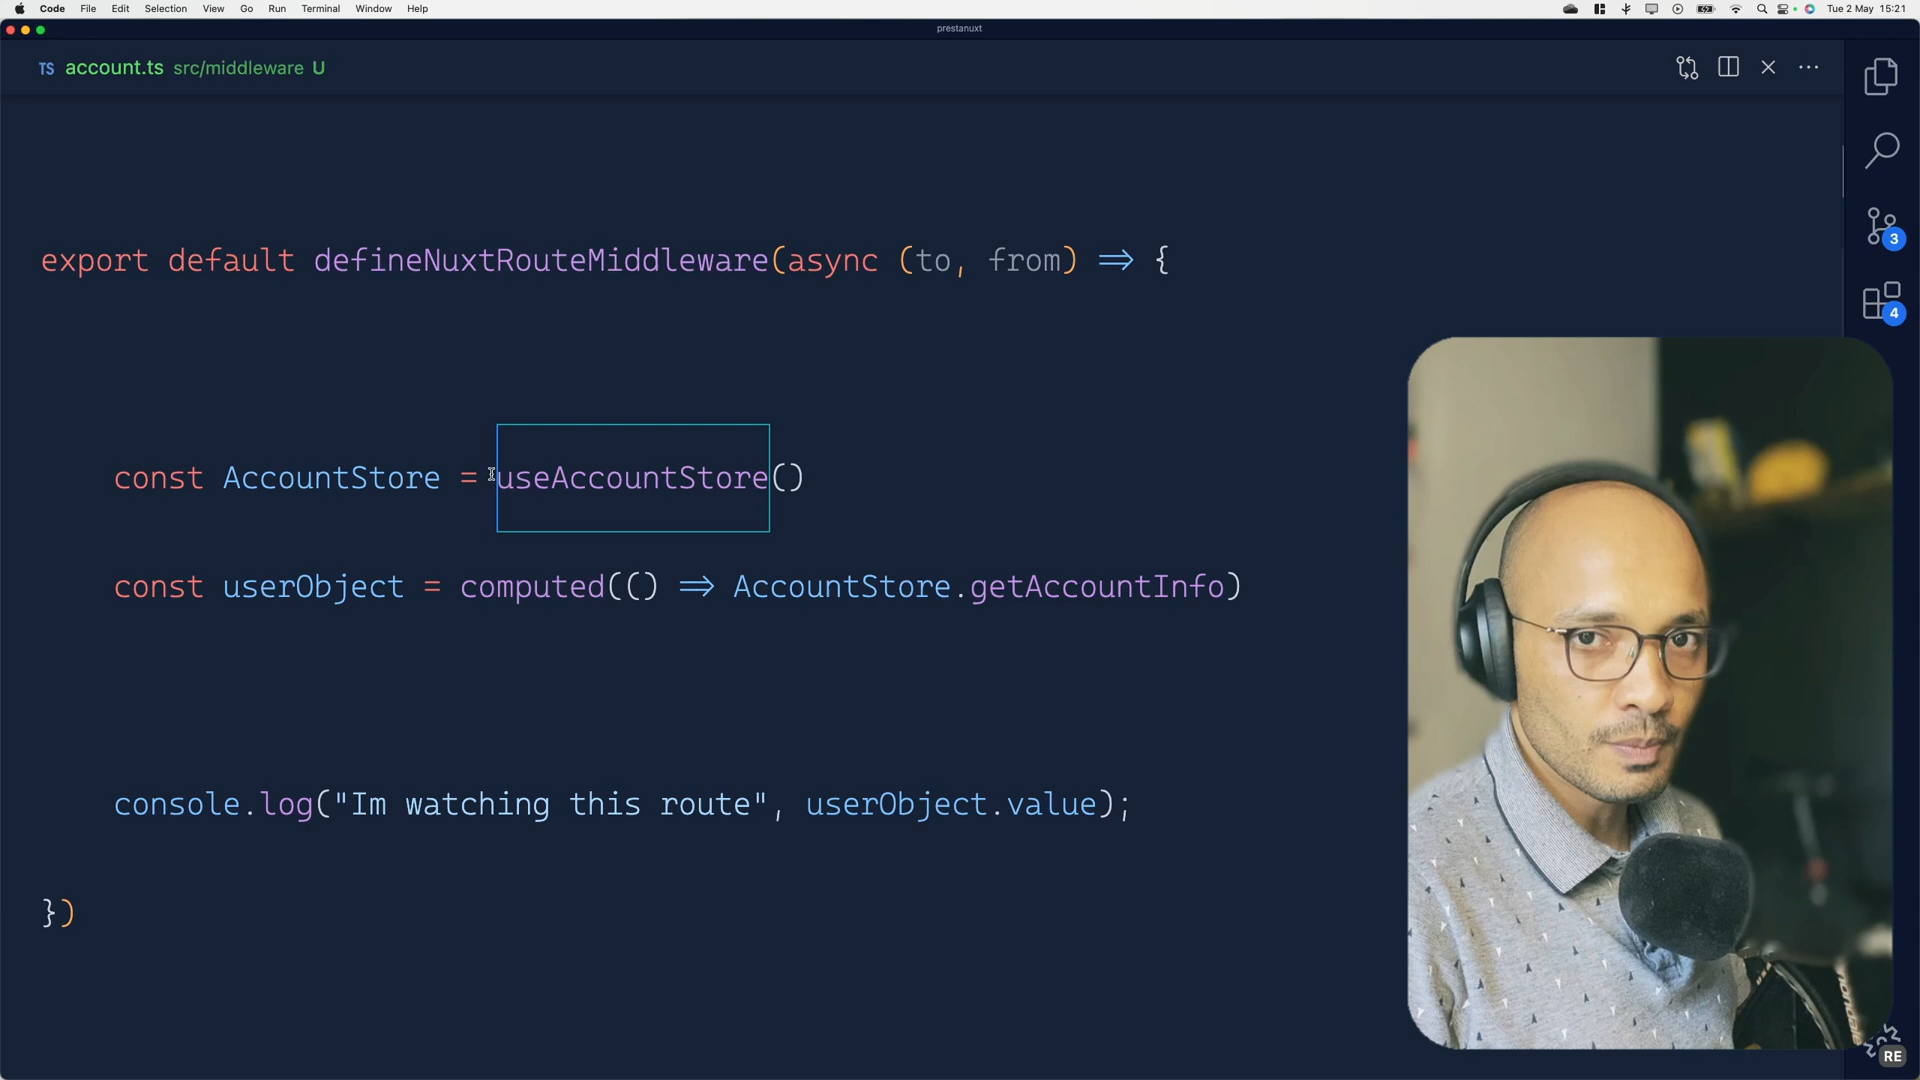 Code File Edit Selection View Go Run Terminal Window Help Tue 2 May 15:21
prestanuxt
TS account.ts src/middleware U
export default defineNuxtRouteMiddleware(async (to, from) => {
const AccountStore = useAccountStore()
const userObject = computed(() => AccountStore.getAccountInfo)
console.log("Im watching this route", userObject.value);
})
3
4
RE